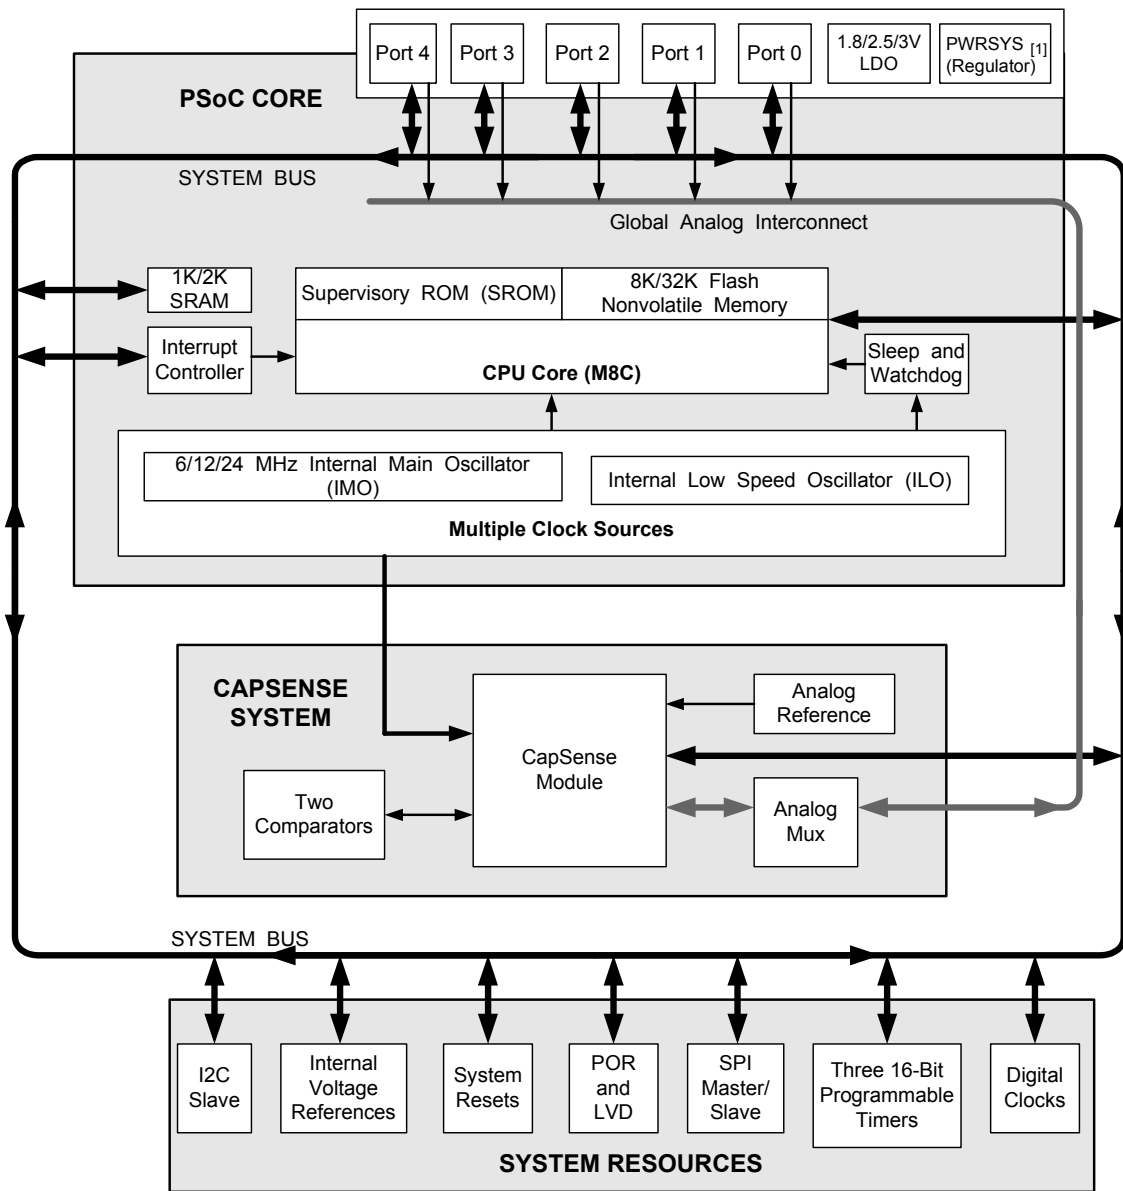 Port 4
Port 3
Port 2
Port 1
Port 0
1.8/2.5/3V
LDO
PWRSYS [1]
(Regulator)
PSoC CORE
SYSTEM BUS
Global Analog Interconnect
1K/2K
SRAM
Supervisory ROM (SROM)
8K/32K Flash
Nonvolatile Memory
Interrupt
Controller
CPU Core (M8C)
Sleep and
Watchdog
6/12/24 MHz Internal Main Oscillator
(IMO)
Internal Low Speed Oscillator (ILO)
Multiple Clock Sources
CAPSENSE
SYSTEM
CapSense
Module
Analog
Reference
Two
Comparators
Analog
Mux
SYSTEM BUS
I2C
Slave
Internal
Voltage
References
System
Resets
POR
and
LVD
SPI
Master/
Slave
Three 16-Bit
Programmable
Timers
Digital
Clocks
SYSTEM RESOURCES